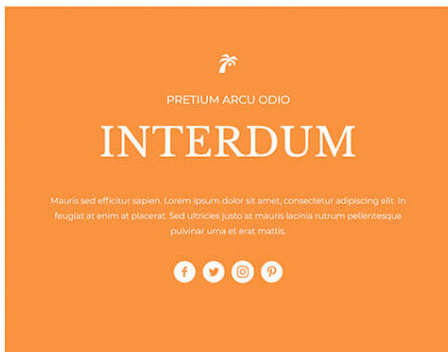 PRETIUM ARCU ODIO
INTERDUM
Mauris sed efficitur sapien. Lorem ipsum dolor sit amet, consectetur adipiscing elit. In
feugiat at enim at placerat. Sed ultricies justo at mauris lacinia rutrum pellentesque
pulvinar urna et erat mattis.